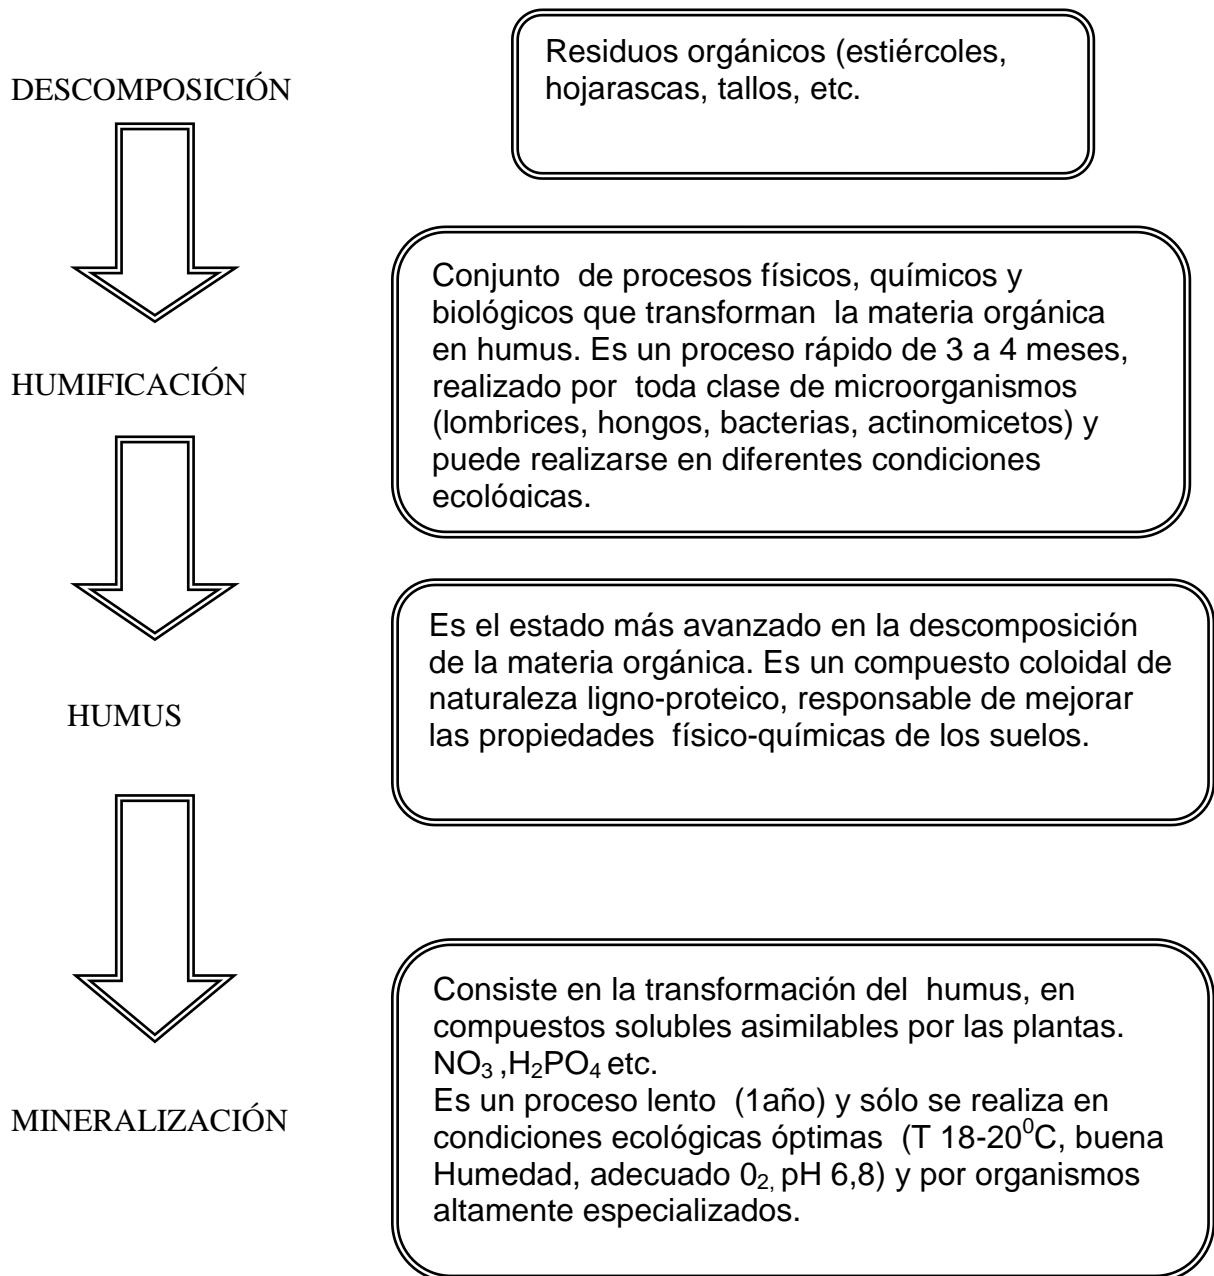 DESCOMPOSICIÓN
Residuos orgánicos (estiércoles,
hojarascas, tallos, etc.
HUMIFICACIÓN
Conjunto  de procesos físicos, químicos y
biológicos que transforman  la materia orgánica
en humus. Es un proceso rápido de 3 a 4 meses,
realizado por  toda clase de microorganismos
(lombrices, hongos, bacterias, actinomicetos) y
puede realizarse en diferentes condiciones
ecológicas.
HUMUS
Es el estado más avanzado en la descomposición
de la materia orgánica. Es un compuesto coloidal de
naturaleza ligno-proteico, responsable de mejorar
las propiedades  físico-químicas de los suelos.
MINERALIZACIÓN
Consiste en la transformación del  humus, en
compuestos solubles asimilables por las plantas.
NO₃ ,H₂PO₄ etc.
Es un proceso lento  (1año) y sólo se realiza en
condiciones ecológicas óptimas  (T 18-20⁰C, buena
Humedad, adecuado 0₂, pH 6,8) y por organismos
altamente especializados.